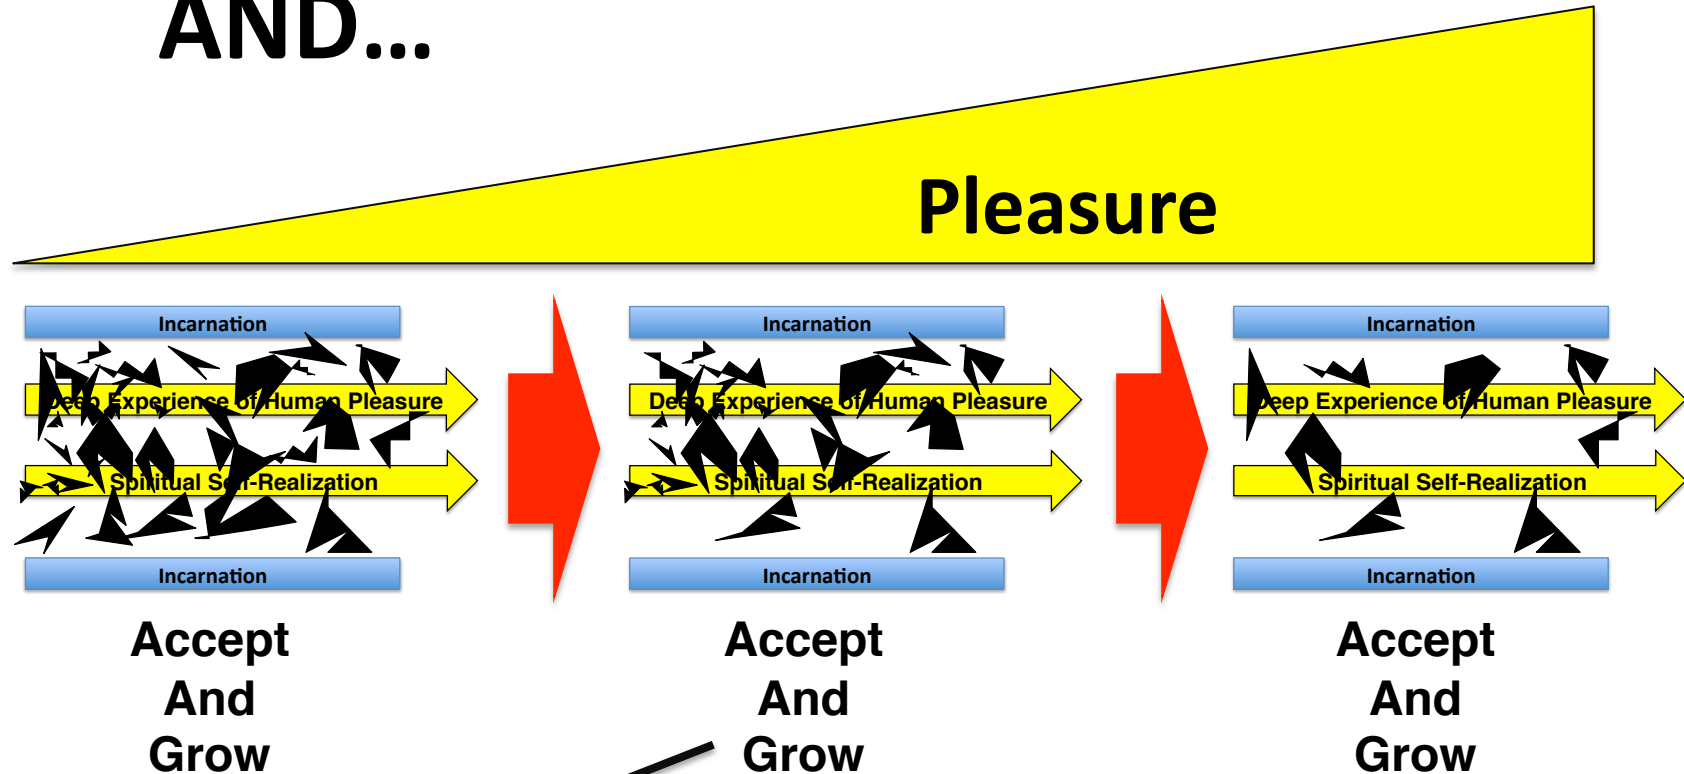 AND...
Pleasure
Incarnation
Deep Experience of Human Pleasure
Spiritual Self-Realization
Incarnation
Accept
And
Grow
Incarnation
Deep Experience of Human Pleasure
Spiritual Self-Realization
Incarnation
Accept
And
Grow
Incarnation
Deep Experience of Human Pleasure
Spiritual Self-Realization
Incarnation
Accept
And
Grow